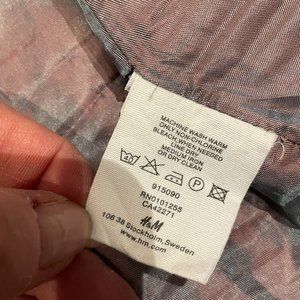 MACHINE WASH WARM
ONLY NON-CHLORINE
BLEACH, WHEN NEEDED
LINE DRY
MEDIUM IRON
OR DRY CLEAN
40 P
915090
RN0101255
CA42271
H&M
106 38 Stockholm, Sweden
www.hm.com